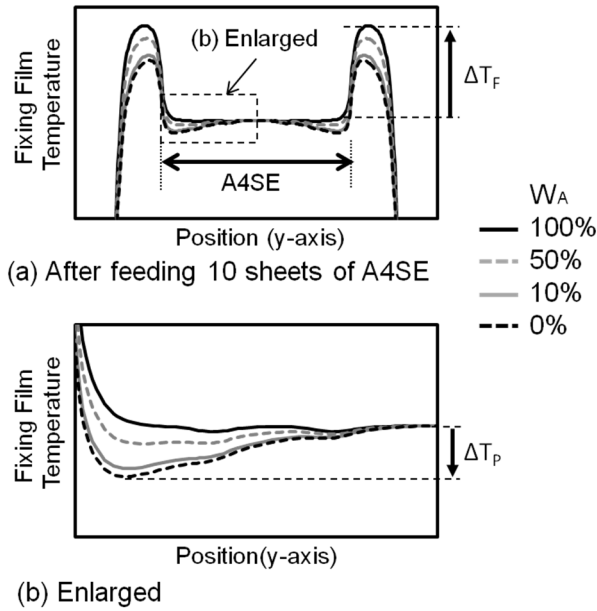 (b) Enlarged
ΔTF
Fixing Film
Temperature
A4SE
Position (y-axis)
(a) After feeding 10 sheets of A4SE
WA
100%
50%
10%
0%
Fixing Film
Temperature
ΔTP
Position(y-axis)
(b) Enlarged